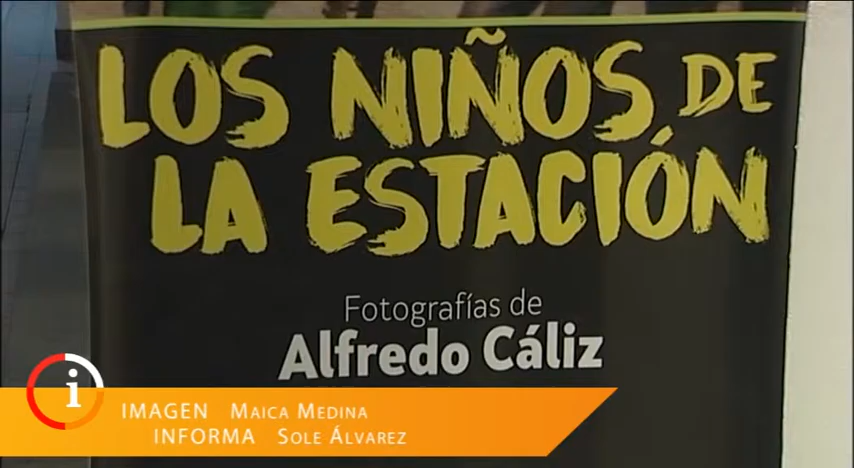 LOS NIÑOS DE
LA ESTACIÓN
Fotografías de
Alfredo Cáliz
i
IMAGEN MAICA MEDINA
INFORMA SOLE ÁLVAREZ